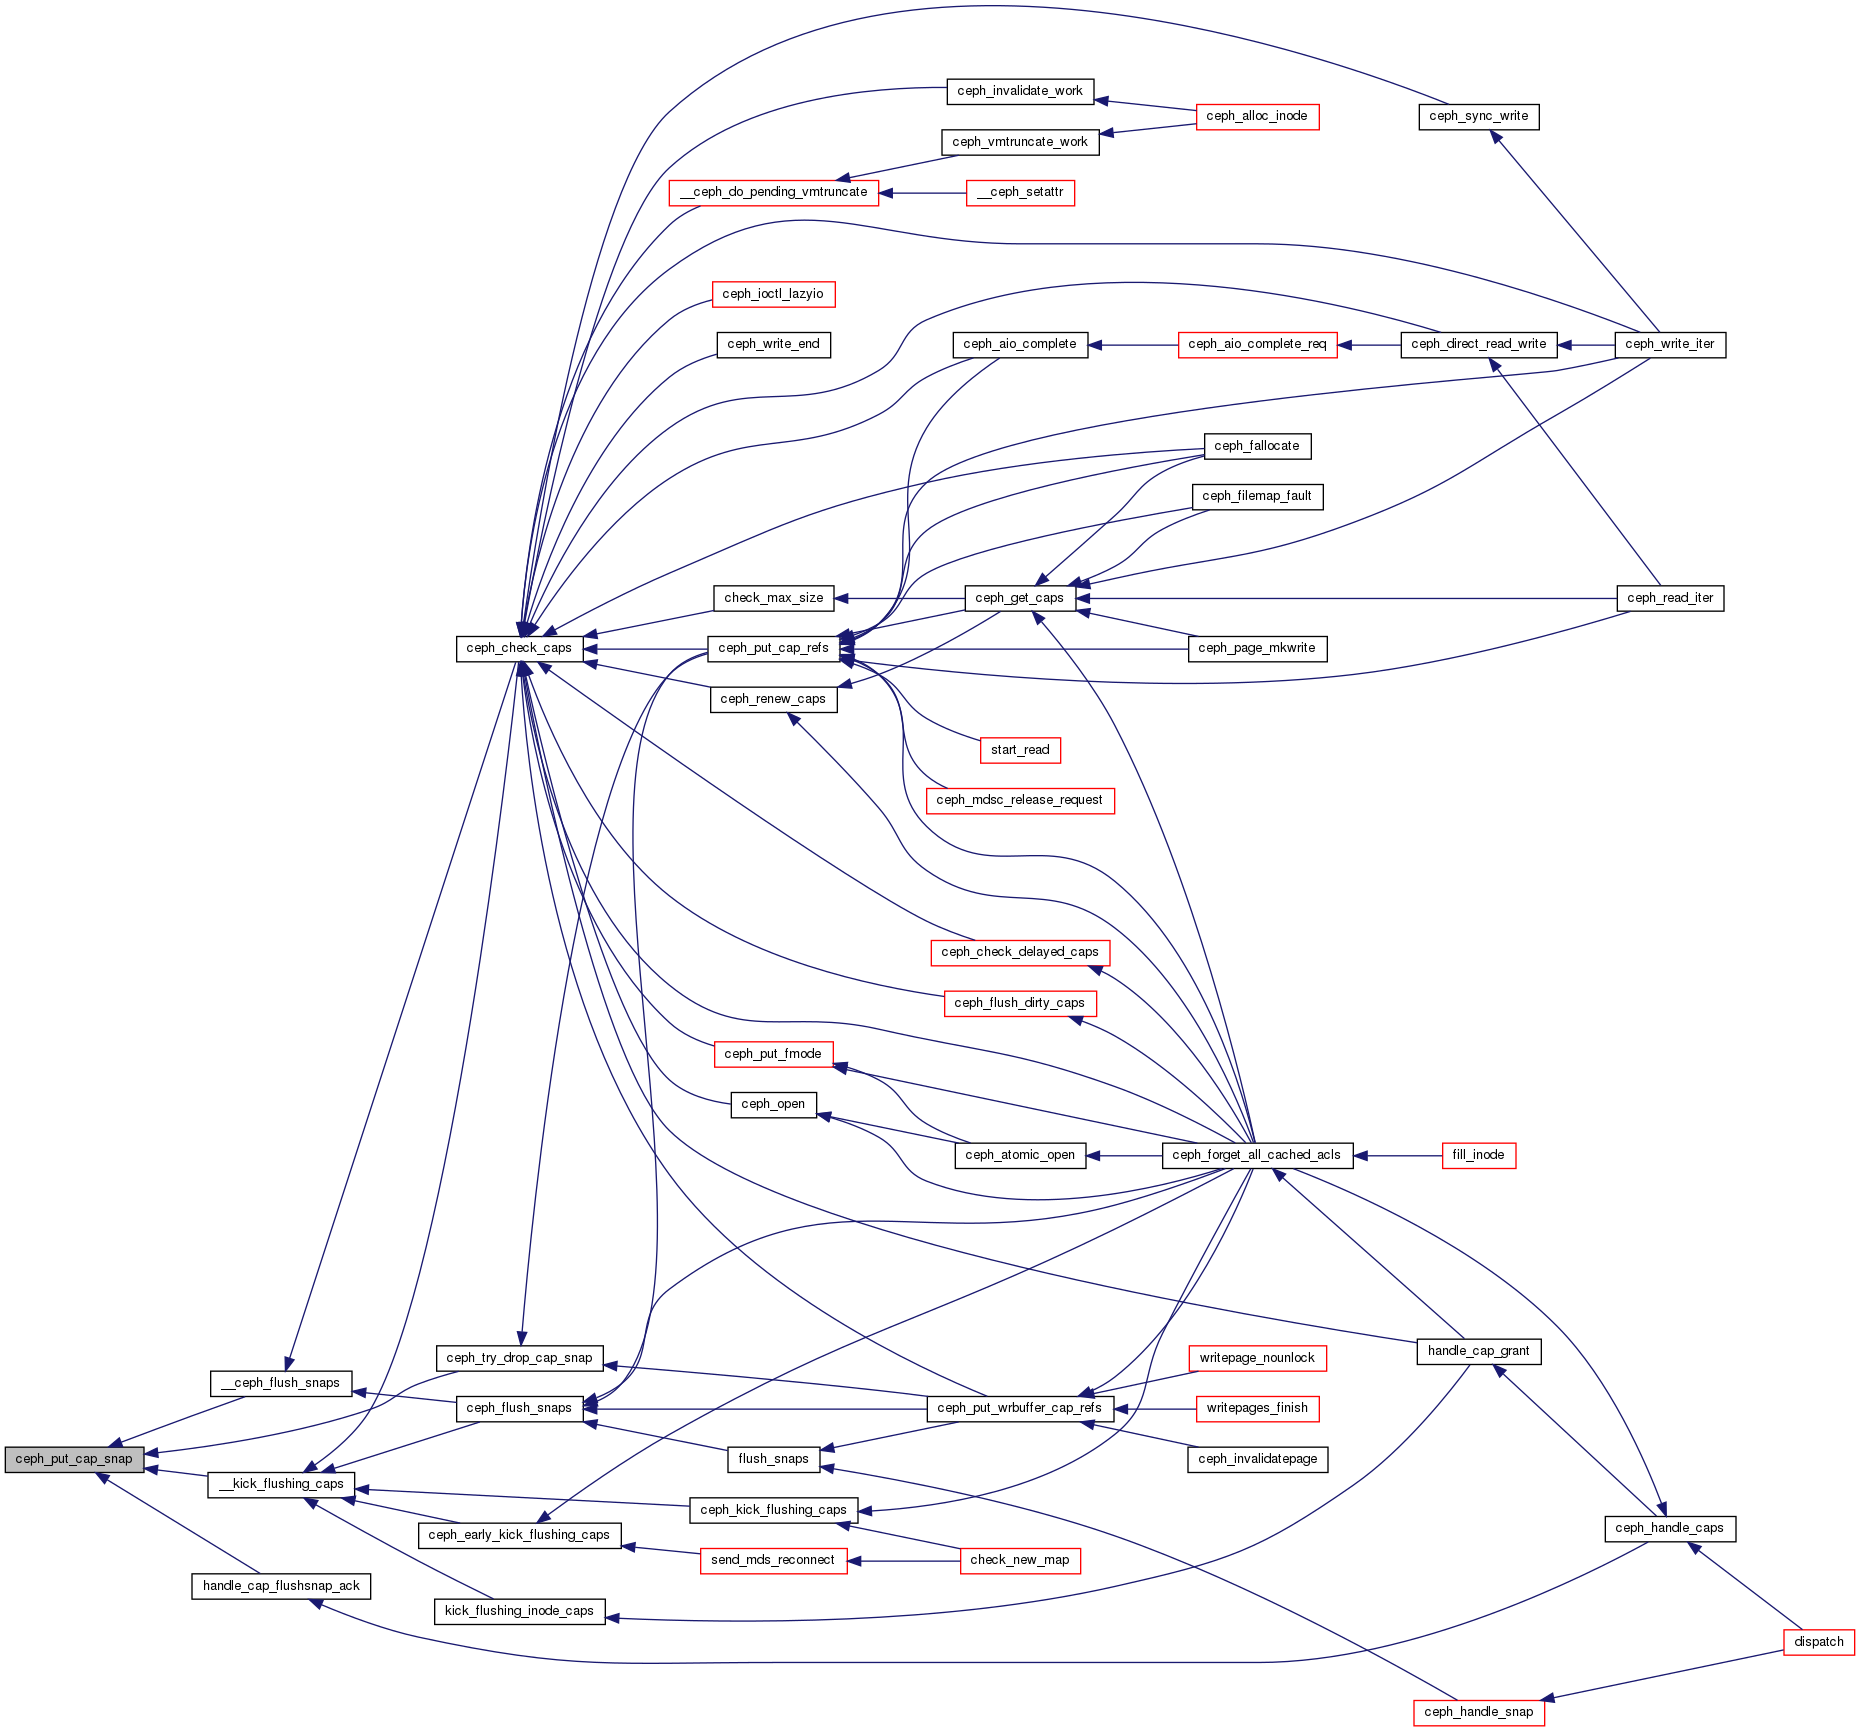 ceph_invalidate_work
ceph_sync_write
ceph_alloc_inode
ceph_vmtruncate_work
__ceph_do_pending_vmtruncate
__ceph_setattr
ceph_ioctl_lazyio
ceph_write_end
ceph_aio_complete
ceph_aio_complete_req
ceph_direct_read_write
ceph_write_iter
ceph_fallocate
ceph_filemap_fault
check_max_size
ceph_get_caps
ceph_read_iter
ceph_check_caps
ceph_put_cap_refs
ceph_page_mkwrite
ceph_renew_caps
start_read
ceph_mdsc_release_request
ceph_check_delayed_caps
ceph_flush_dirty_caps
ceph_put_fmode
ceph_open
ceph_atomic_open
ceph_forget_all_cached_acls
fill_inode
handle_cap_grant
ceph_try_drop_cap_snap
writepage_nounlock
__ceph_flush_snaps
ceph_flush_snaps
ceph_put_wrbuffer_cap_refs
writepages_finish
ceph_put_cap_snap
flush_snaps
ceph_invalidatepage
__kick_flushing_caps
ceph_kick_flushing_caps
ceph_early_kick_flushing_caps
ceph_handle_caps
send_mds_reconnect
check_new_map
handle_cap_flushsnap_ack
kick_flushing_inode_caps
dispatch
ceph_handle_snap